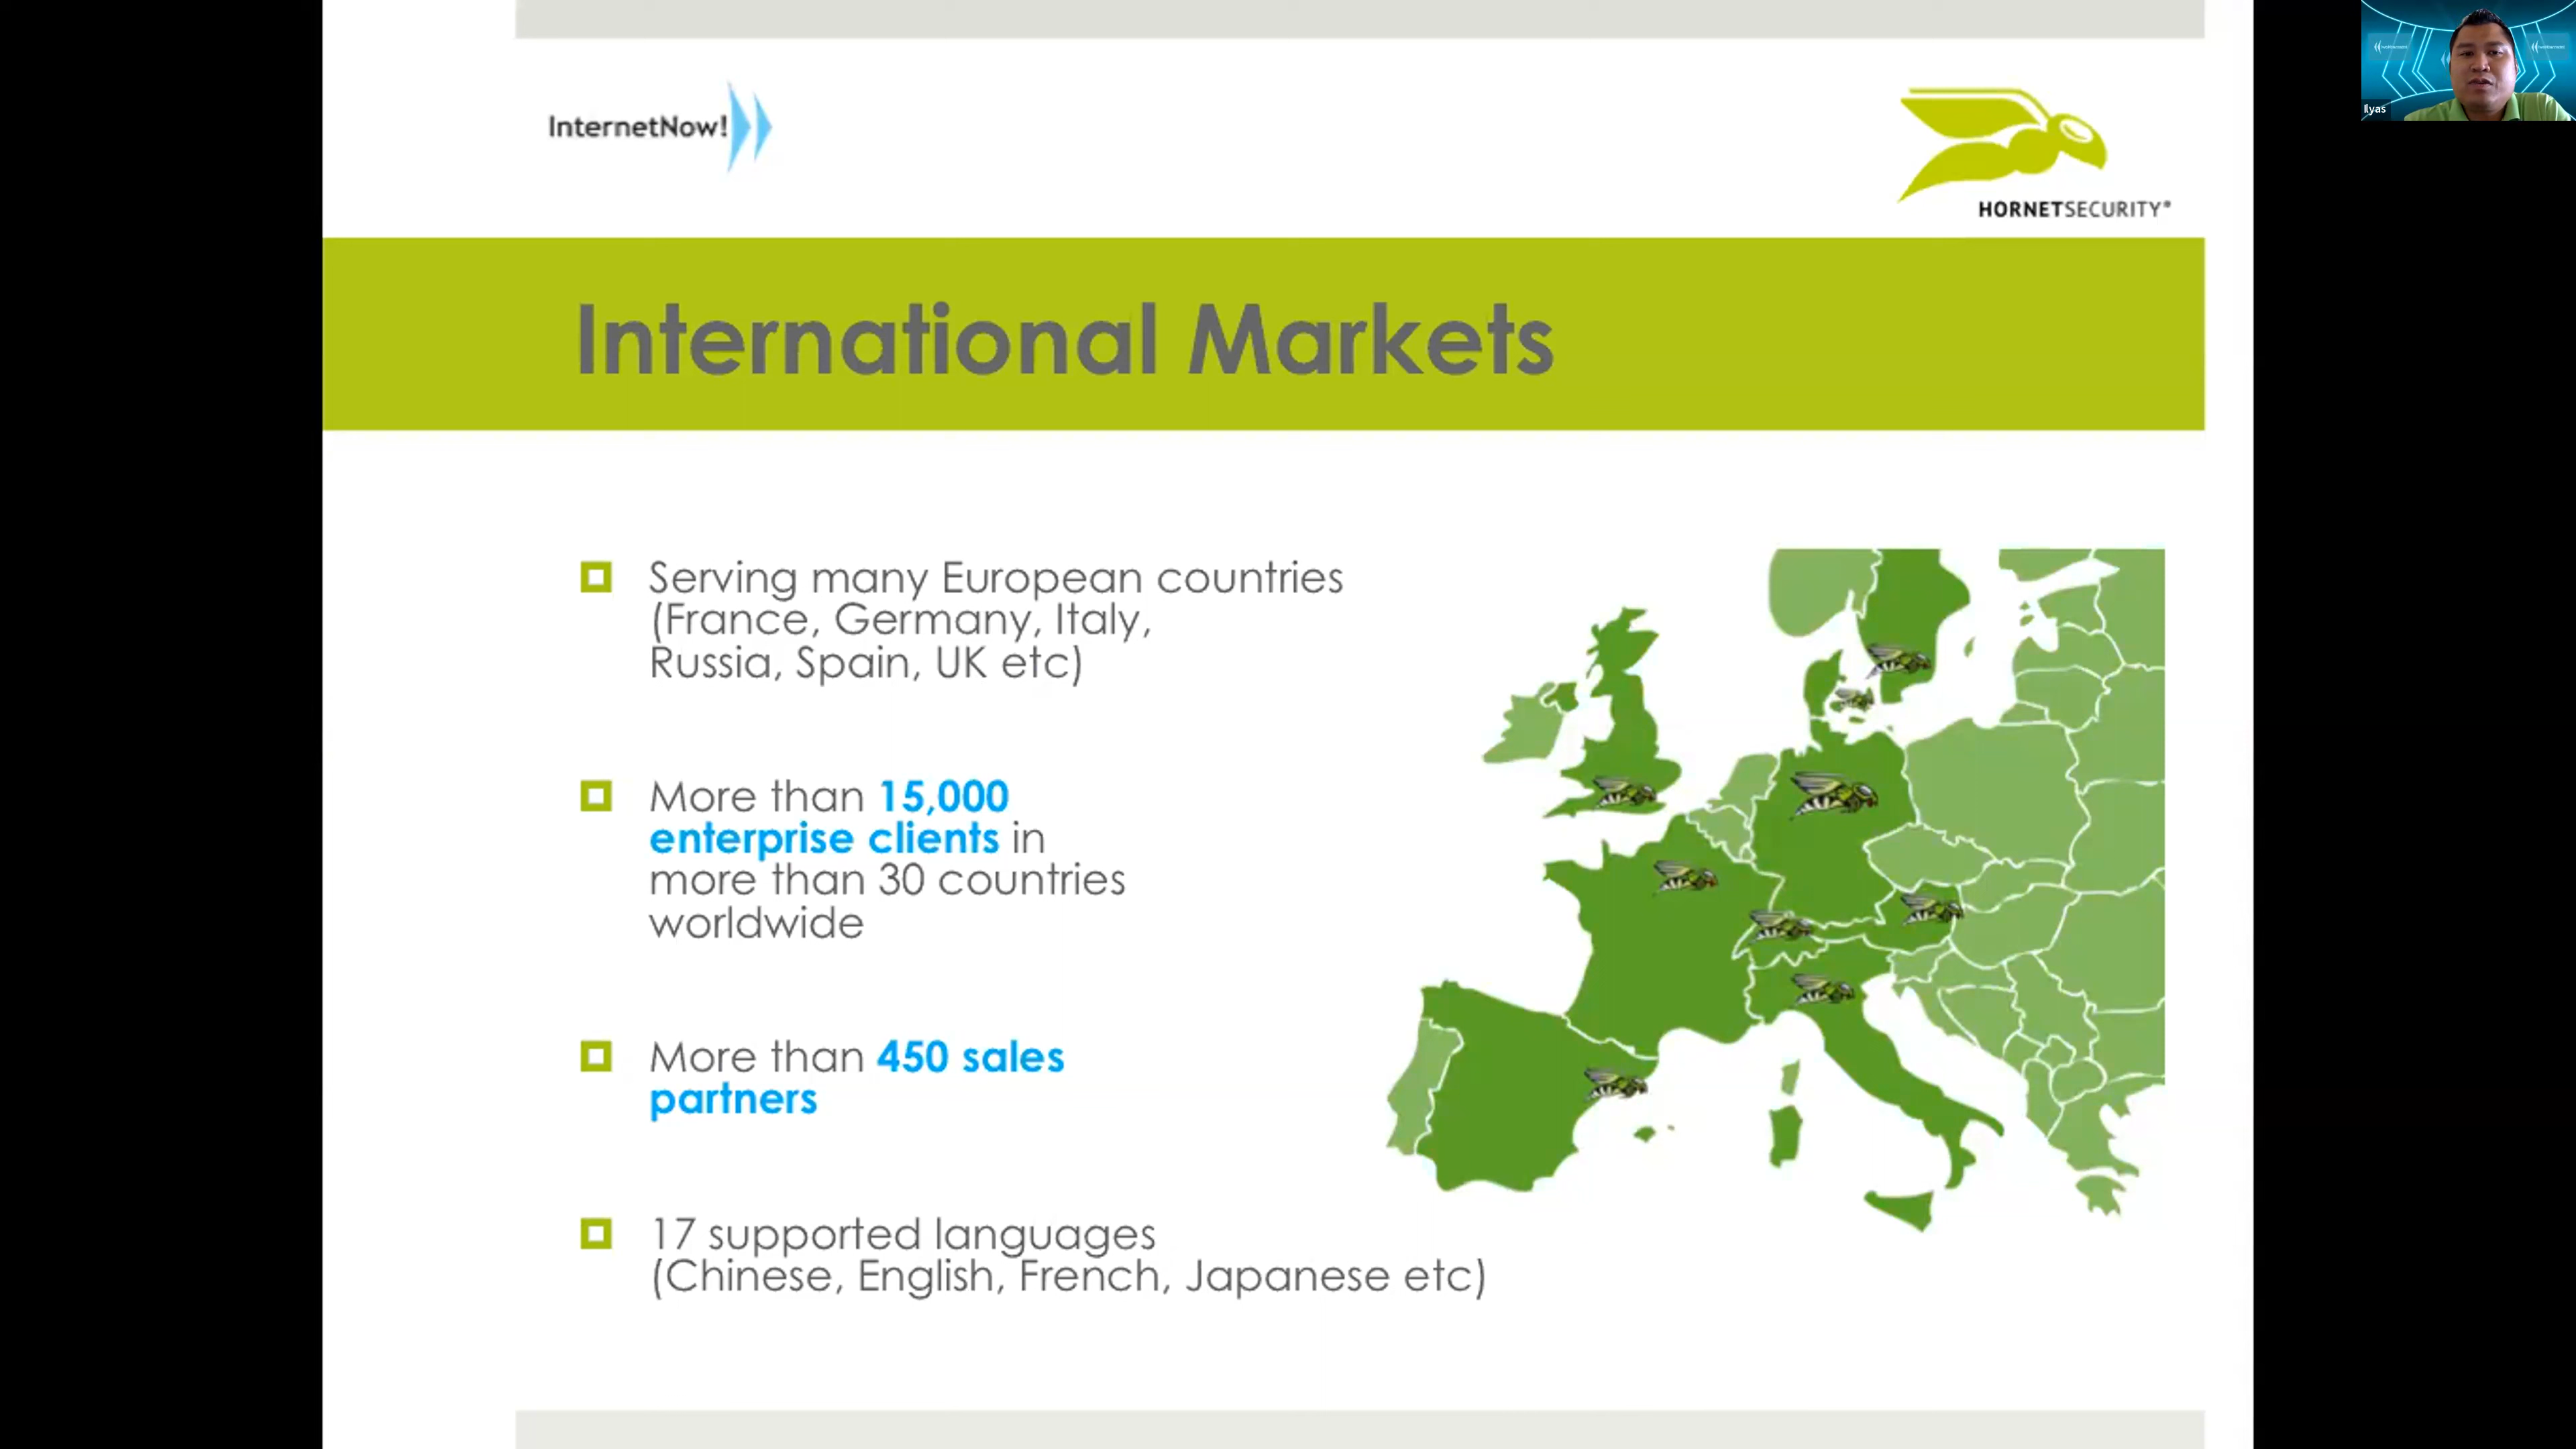 InternetNow!
HORNETSECURITY®
International Markets
Serving many European countries
(France, Germany, Italy,
Russia, Spain, UK etc)
More than 15,000
enterprise clients in
more than 30 countries
worldwide
More than 450 sales
partners
17 supported languages
(Chinese, English, French, Japanese etc)
Ilyas